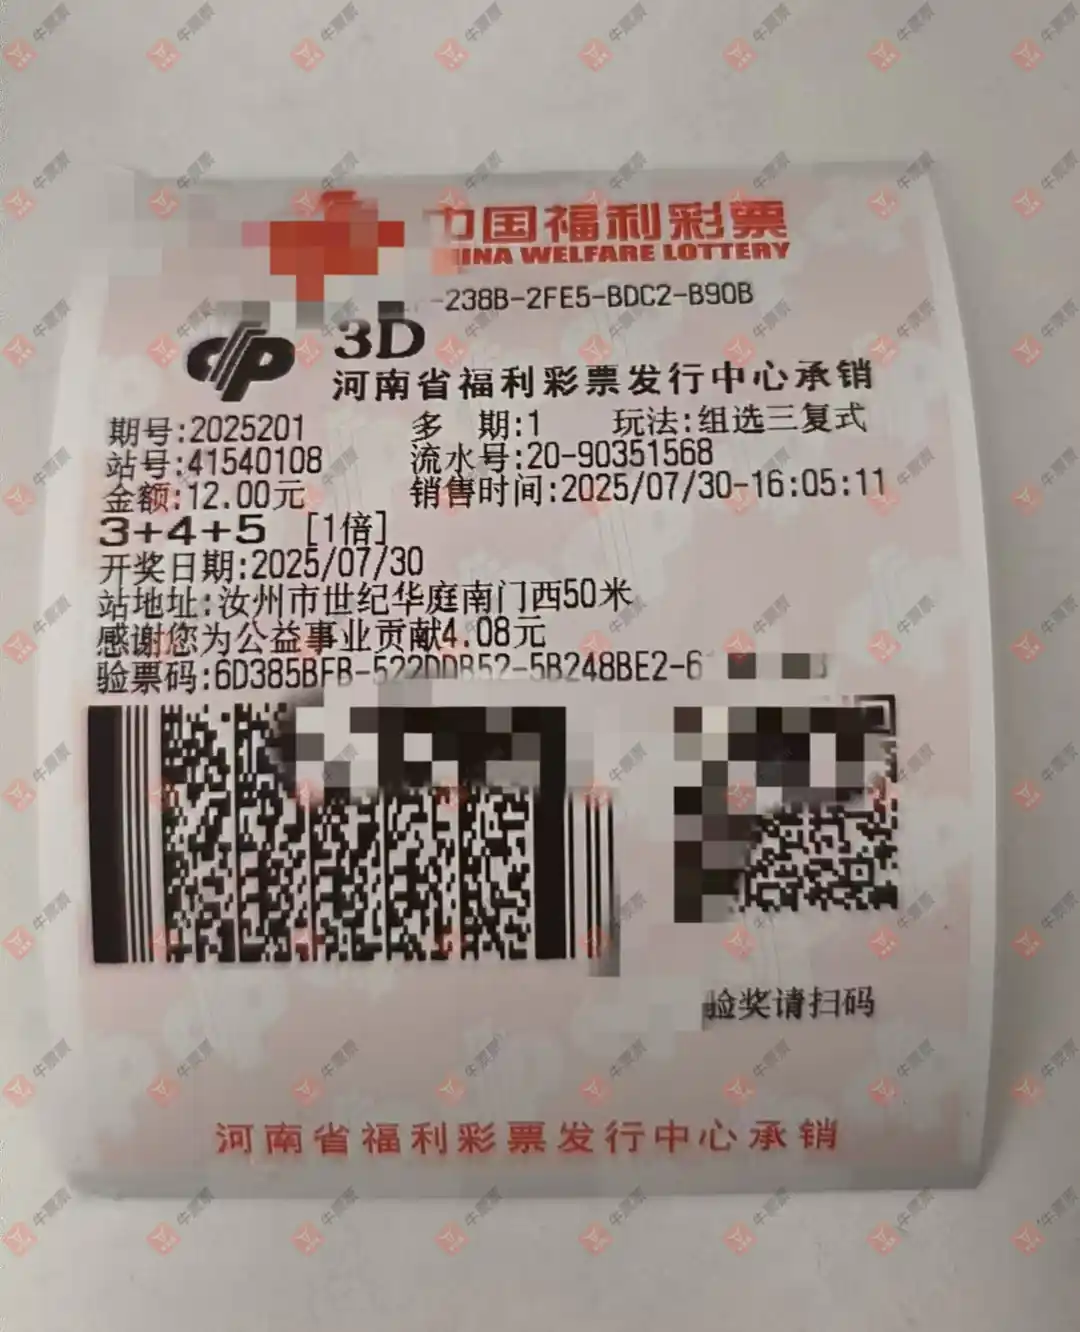 中国福利彩票
INA WELFARE LOTTERY
-238B-2FE5-BDC2-B90B
3D
河南省福利彩票发行中心承销
期号:2025201 多 期:1 玩法:组选三复式
站号:41540108 流水号:20-90351568
金额:12.00元 销售时间:2025/07/30-16:05:11
3+4+5 [1倍]
开奖日期:2025/07/30
站地址:汝州市世纪华庭南门西50米
感谢您为公益事业贡献4.08元
验票码:6D385BFB-522DDB52-5B248BE2-6
验奖请扫码
河南省福利彩票发行中心承销
牛票票